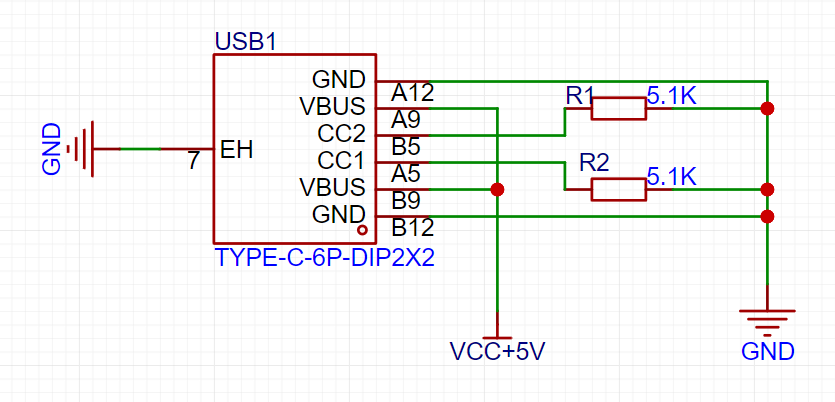 USB1
GND
A12
VBUS
A9
CC2
B5
CC1
A5
VBUS
B9
GND
B12
EH
7
GND
R1
5.1K
R2
5.1K
TYPE-C-6P-DIP2X2
VCC+5V
GND